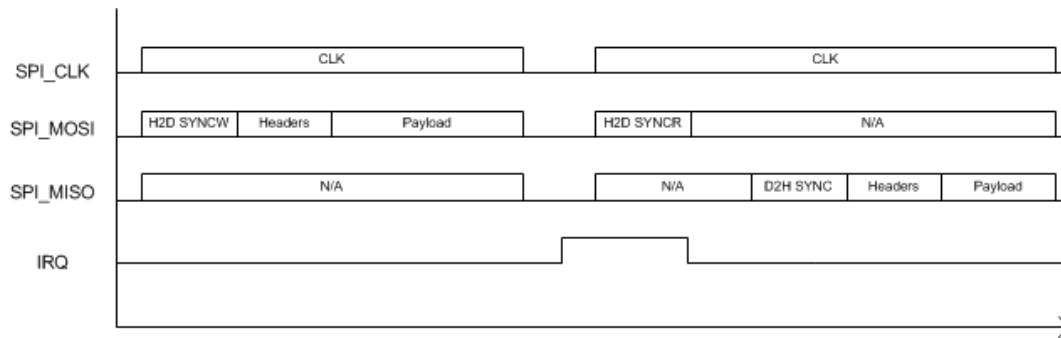 SPI_CLK CLK CLK
SPI_MOSI H2D SYNCW Headers Payload H2D SYNCR N/A
SPI_MISO N/A N/A D2H SYNC Headers Payload
IRQ